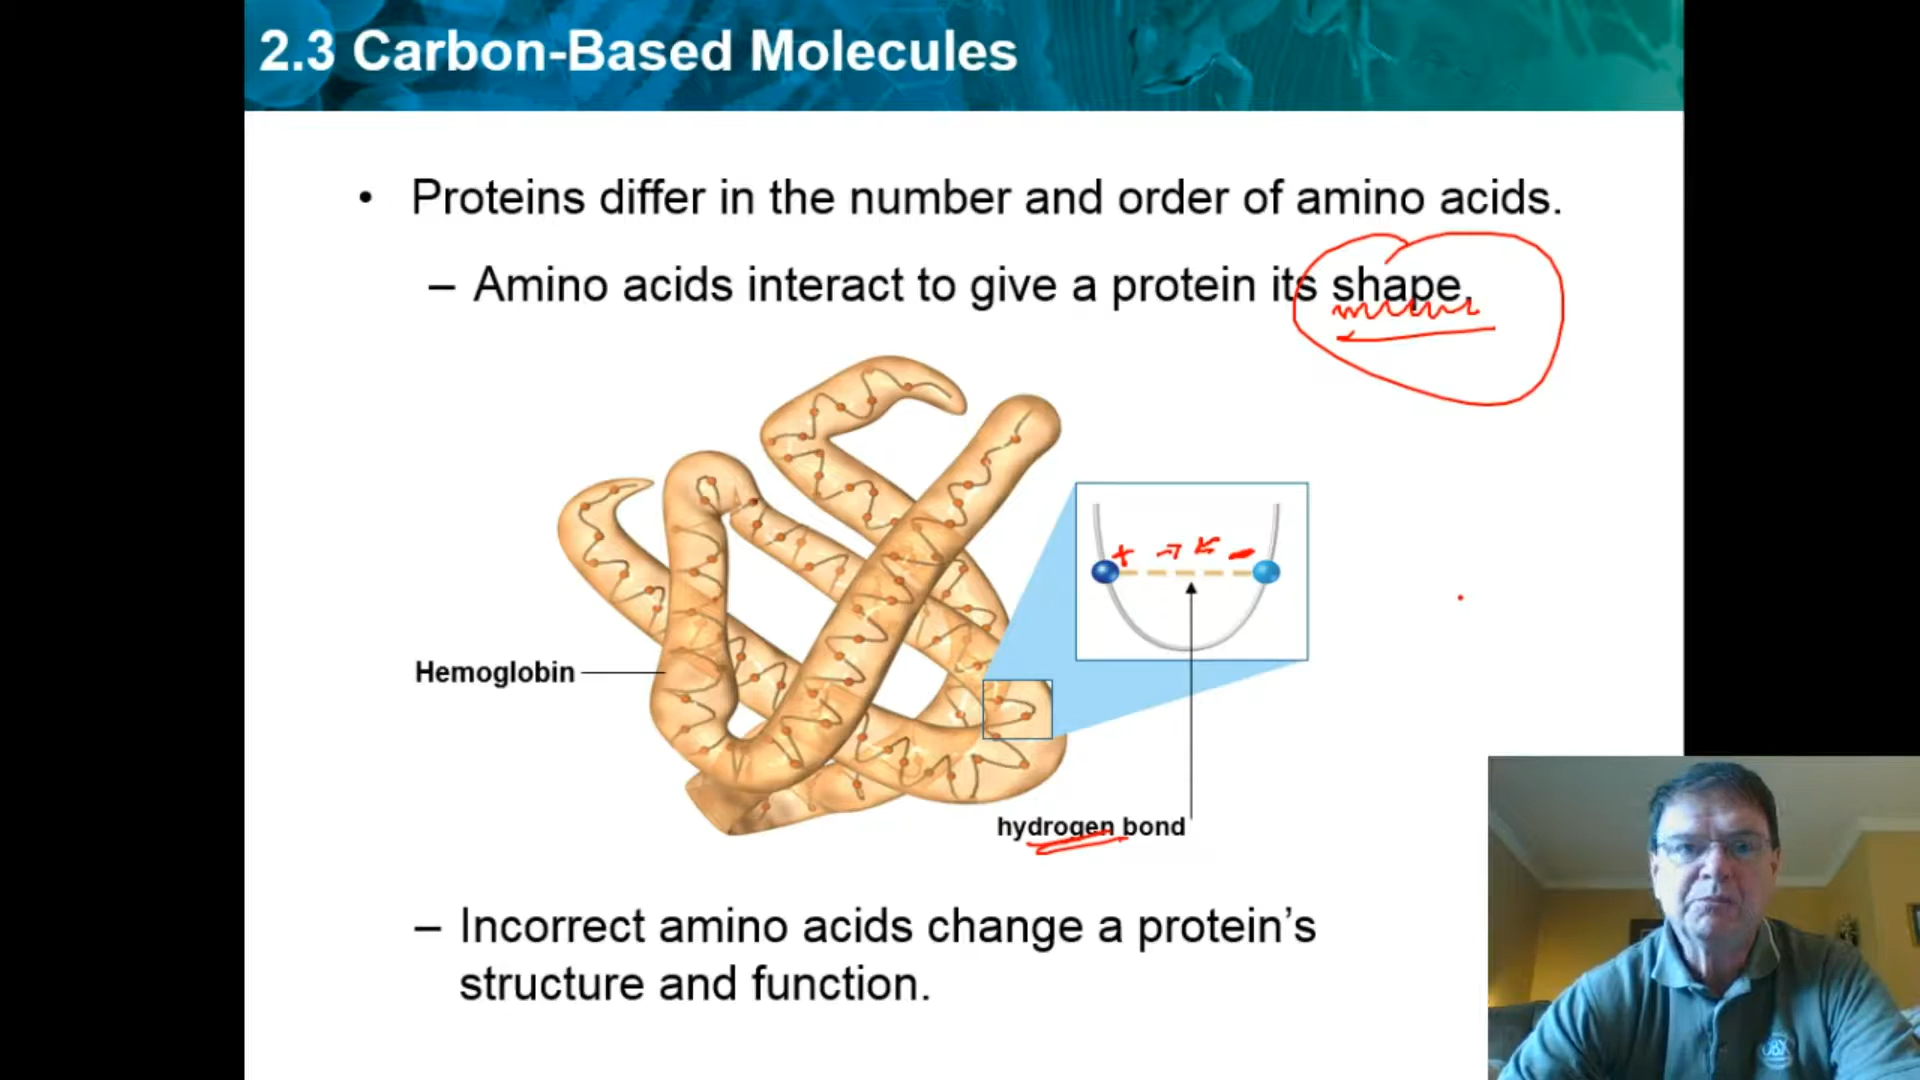 2.3 Carbon-Based Molecules
• Proteins differ in the number and order of amino acids.
– Amino acids interact to give a protein its shape.
+ -
Hemoglobin
hydrogen bond
– Incorrect amino acids change a protein's
structure and function.